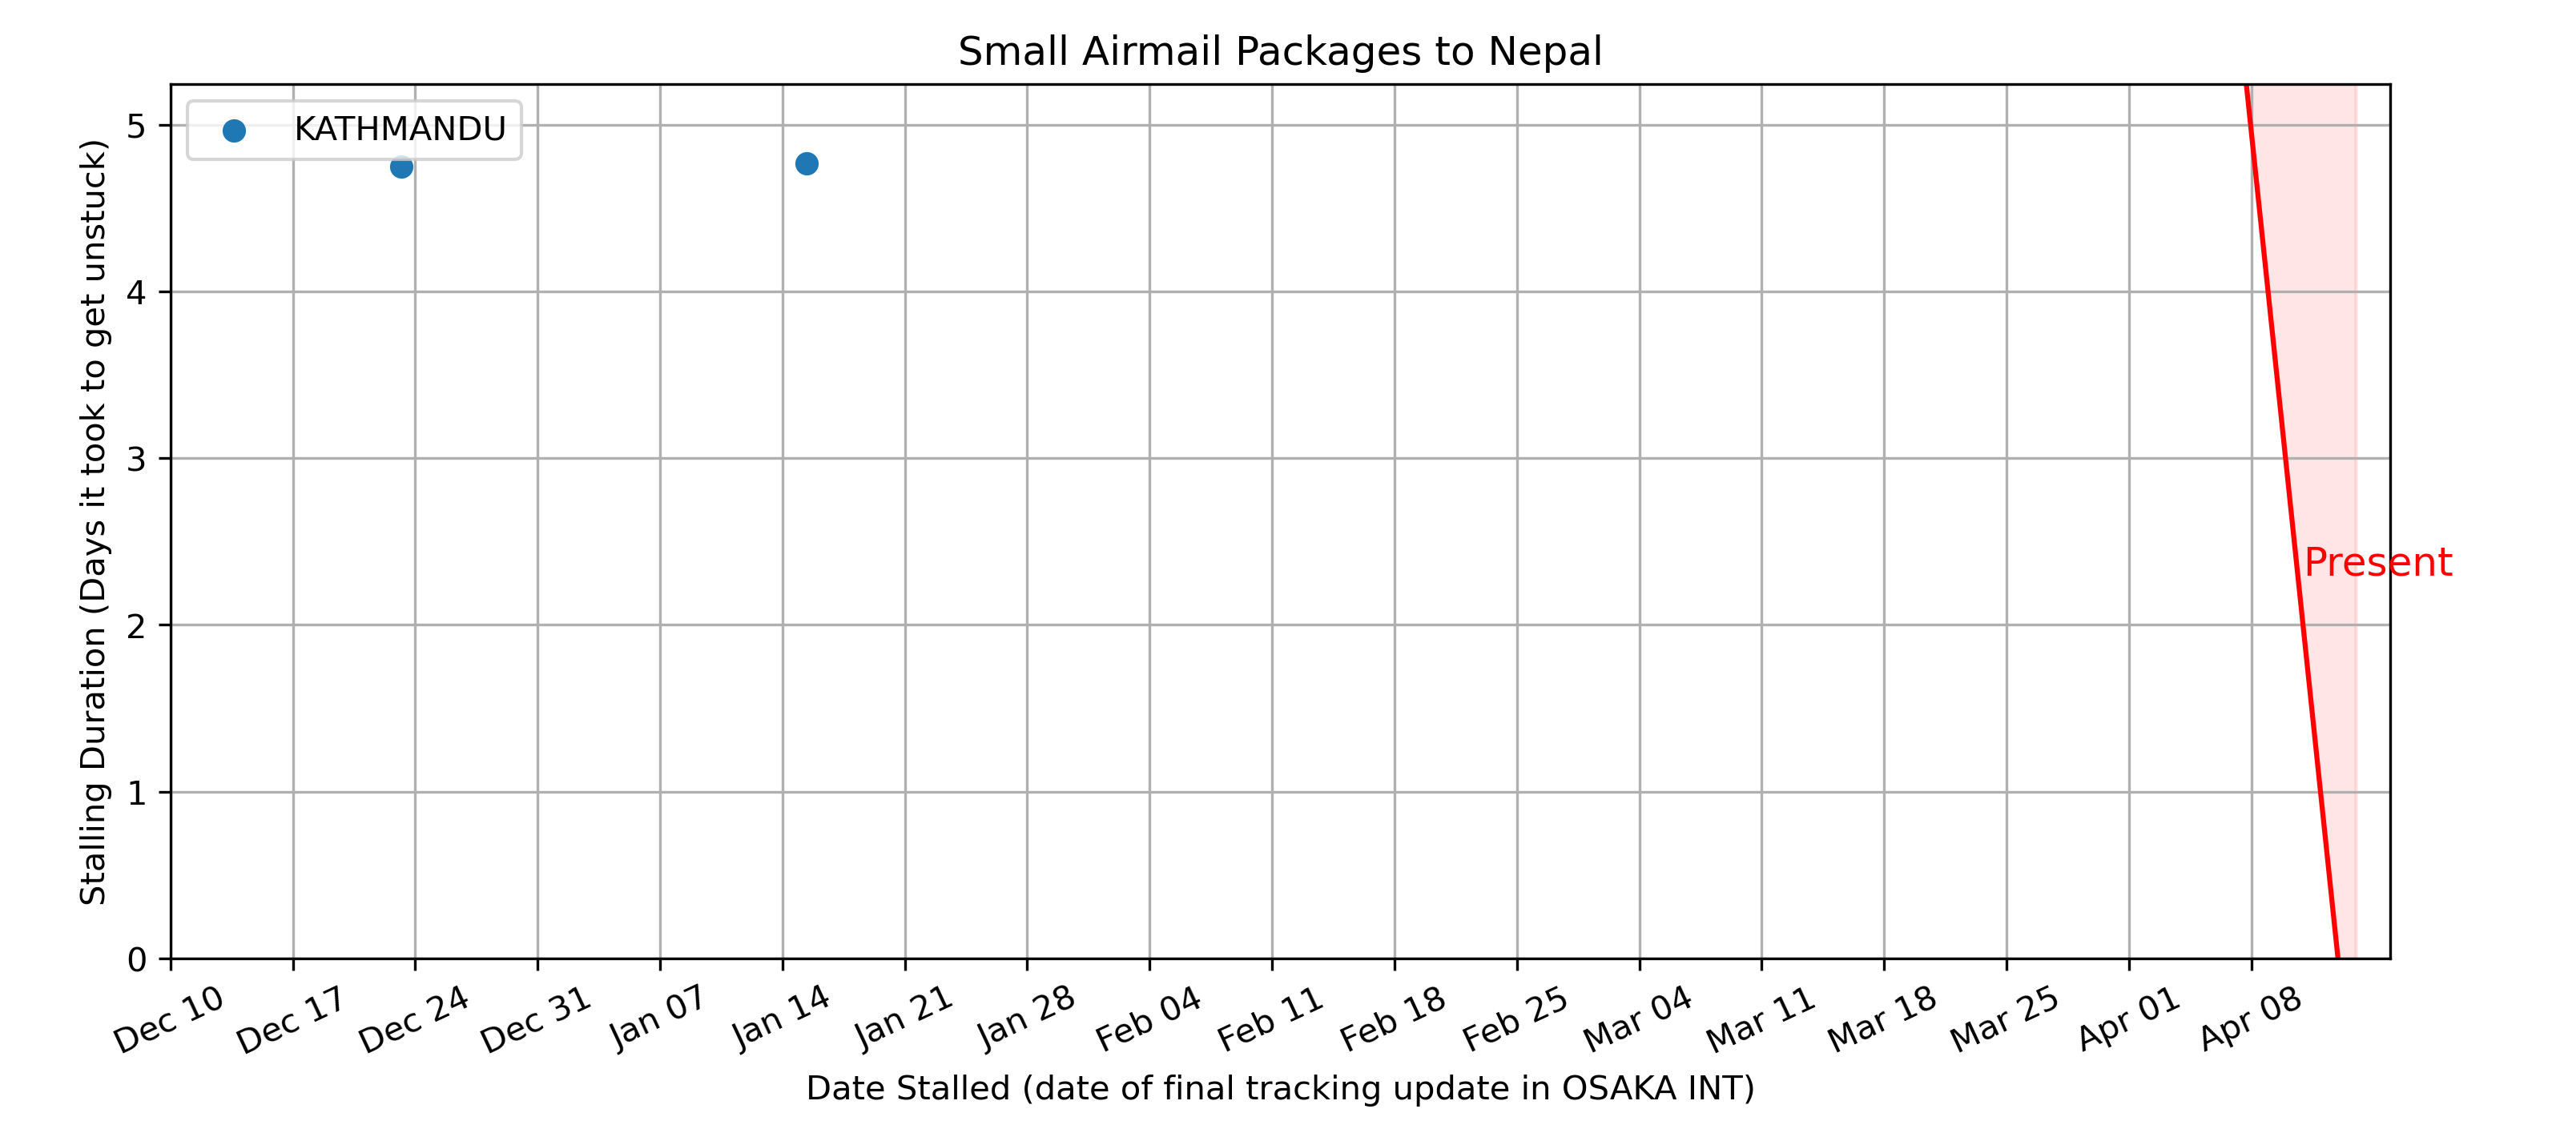 Small Airmail Packages to Nepal
KATHMANDU
Stalling Duration (Days it took to get unstuck)
5
4
3
2
1
0
Present
Dec 10 Dec 17 Dec 24 Dec 31 Jan 07 Jan 14 Jan 21 Jan 28 Feb 04 Feb 11 Feb 18 Feb 25 Mar 04 Mar 11 Mar 18 Mar 25 Apr 01 Apr 08
Date Stalled (date of final tracking update in OSAKA INT)